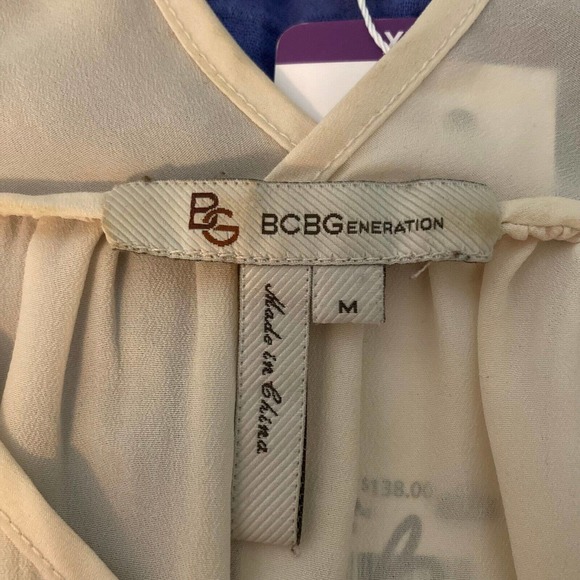 X
BG
BCBGENERATION
M
Made in China
$138.00